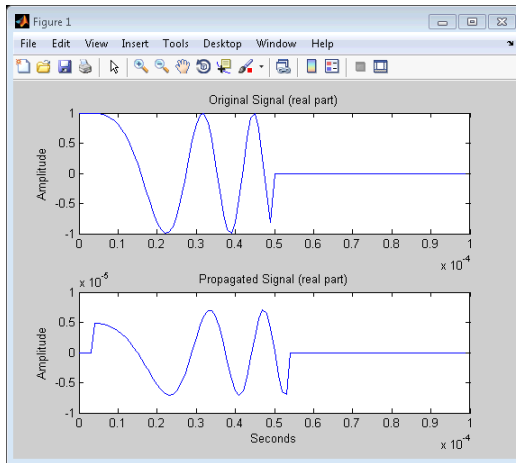 Figure 1
File Edit View Insert Tools Desktop Window Help
Original Signal (real part)
1
0.5
0
-0.5
-1
Amplitude
0 0.1 0.2 0.3 0.4 0.5 0.6 0.7 0.8 0.9 1
x 10^-4
x 10^-5
Propagated Signal (real part)
1
0.5
0
-0.5
-1
Amplitude
0 0.1 0.2 0.3 0.4 0.5 0.6 0.7 0.8 0.9 1
Seconds
x 10^-4